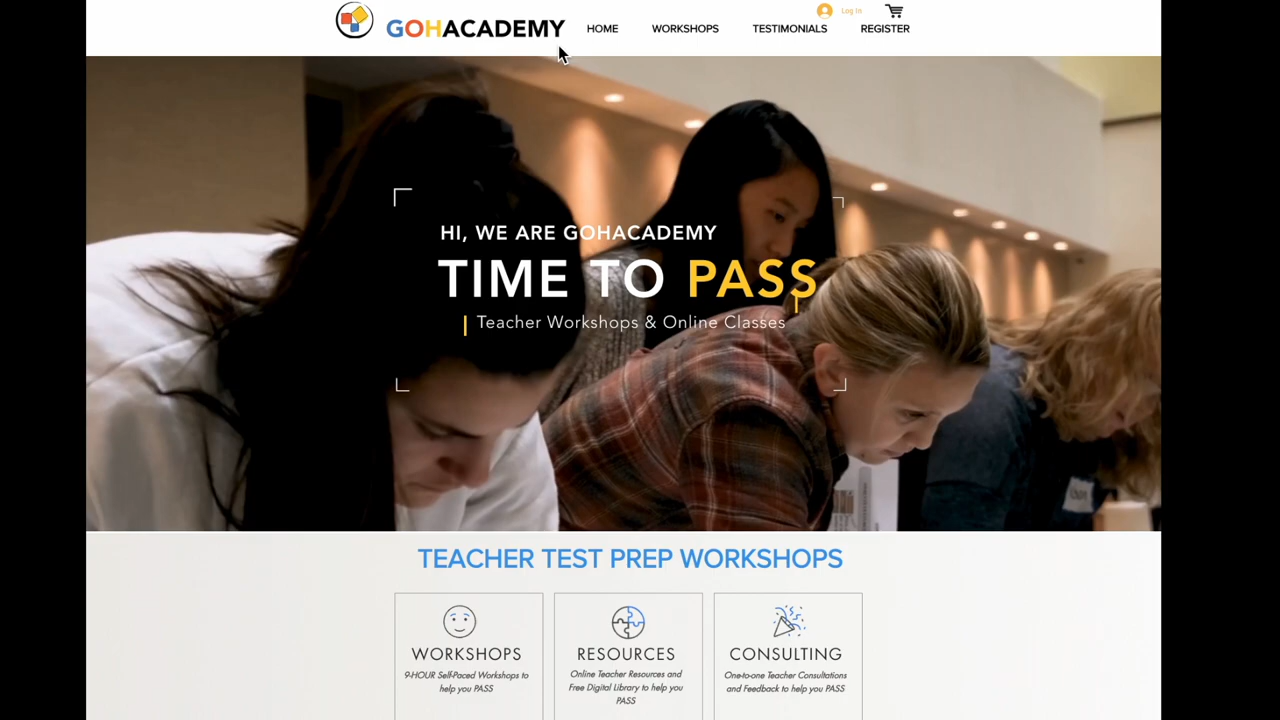 Log In
GOHACADEMY
HOME WORKSHOPS TESTIMONIALS REGISTER
HI, WE ARE GOHACADEMY
TIME TO PASS
Teacher Workshops & Online Classes
TEACHER TEST PREP WORKSHOPS
WORKSHOPS
9-HOUR Self-Paced Workshops to
help you PASS
RESOURCES
Online Teacher Resources and
Free Digital Library to help you
PASS
CONSULTING
One-to-one Teacher Consultations
and Feedback to help you PASS